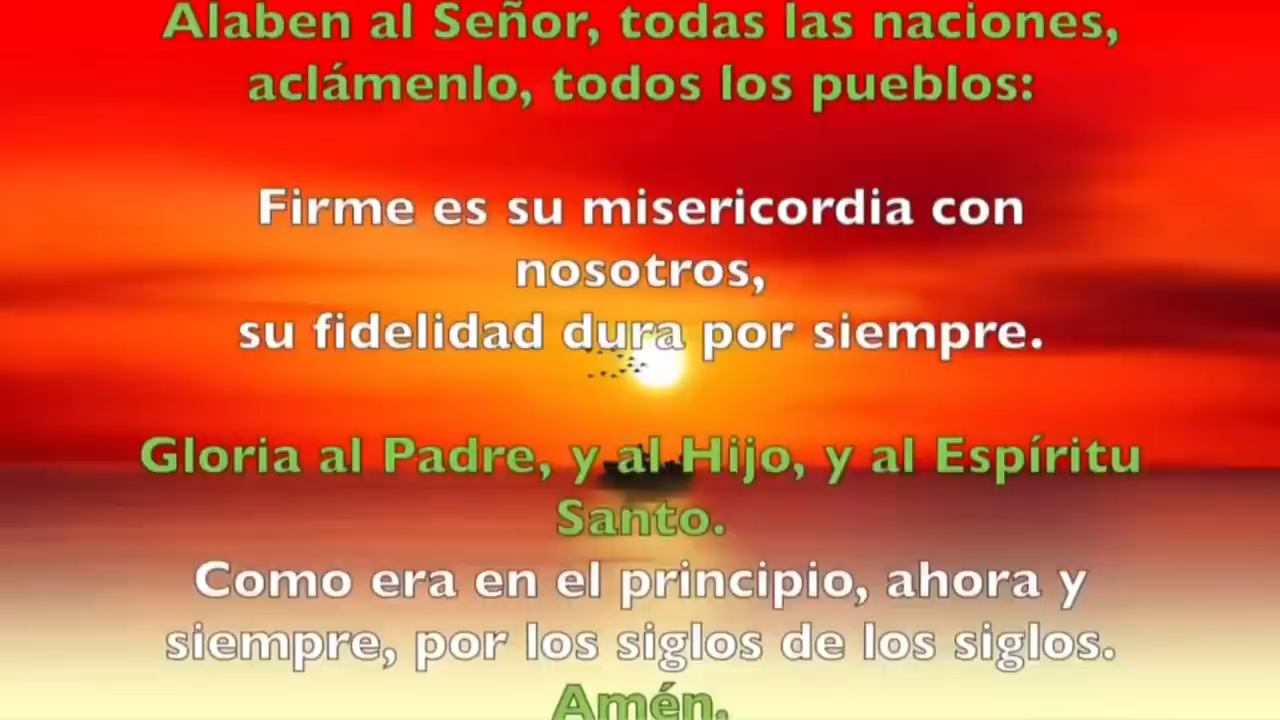 Alaben al Señor, todas las naciones,
aclámenlo, todos los pueblos:
Firme es su misericordia con
nosotros,
su fidelidad dura por siempre.
Gloria al Padre, y al Hijo, y al Espíritu
Santo.
Como era en el principio, ahora y
siempre, por los siglos de los siglos.
Amén.